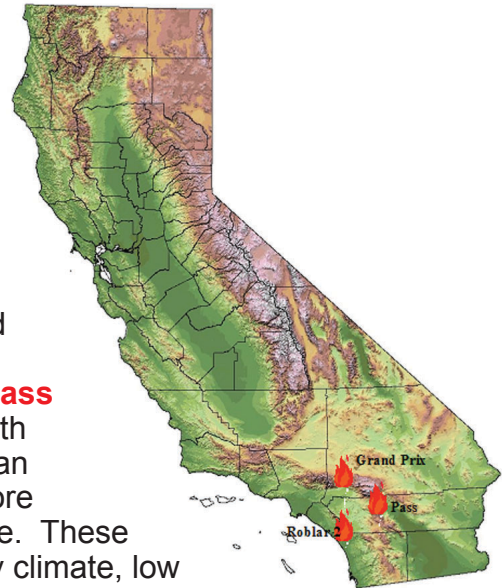 d
ass
th
an
ore
e. These
y climate, low
Grand Prix
Pass
Roblar 2